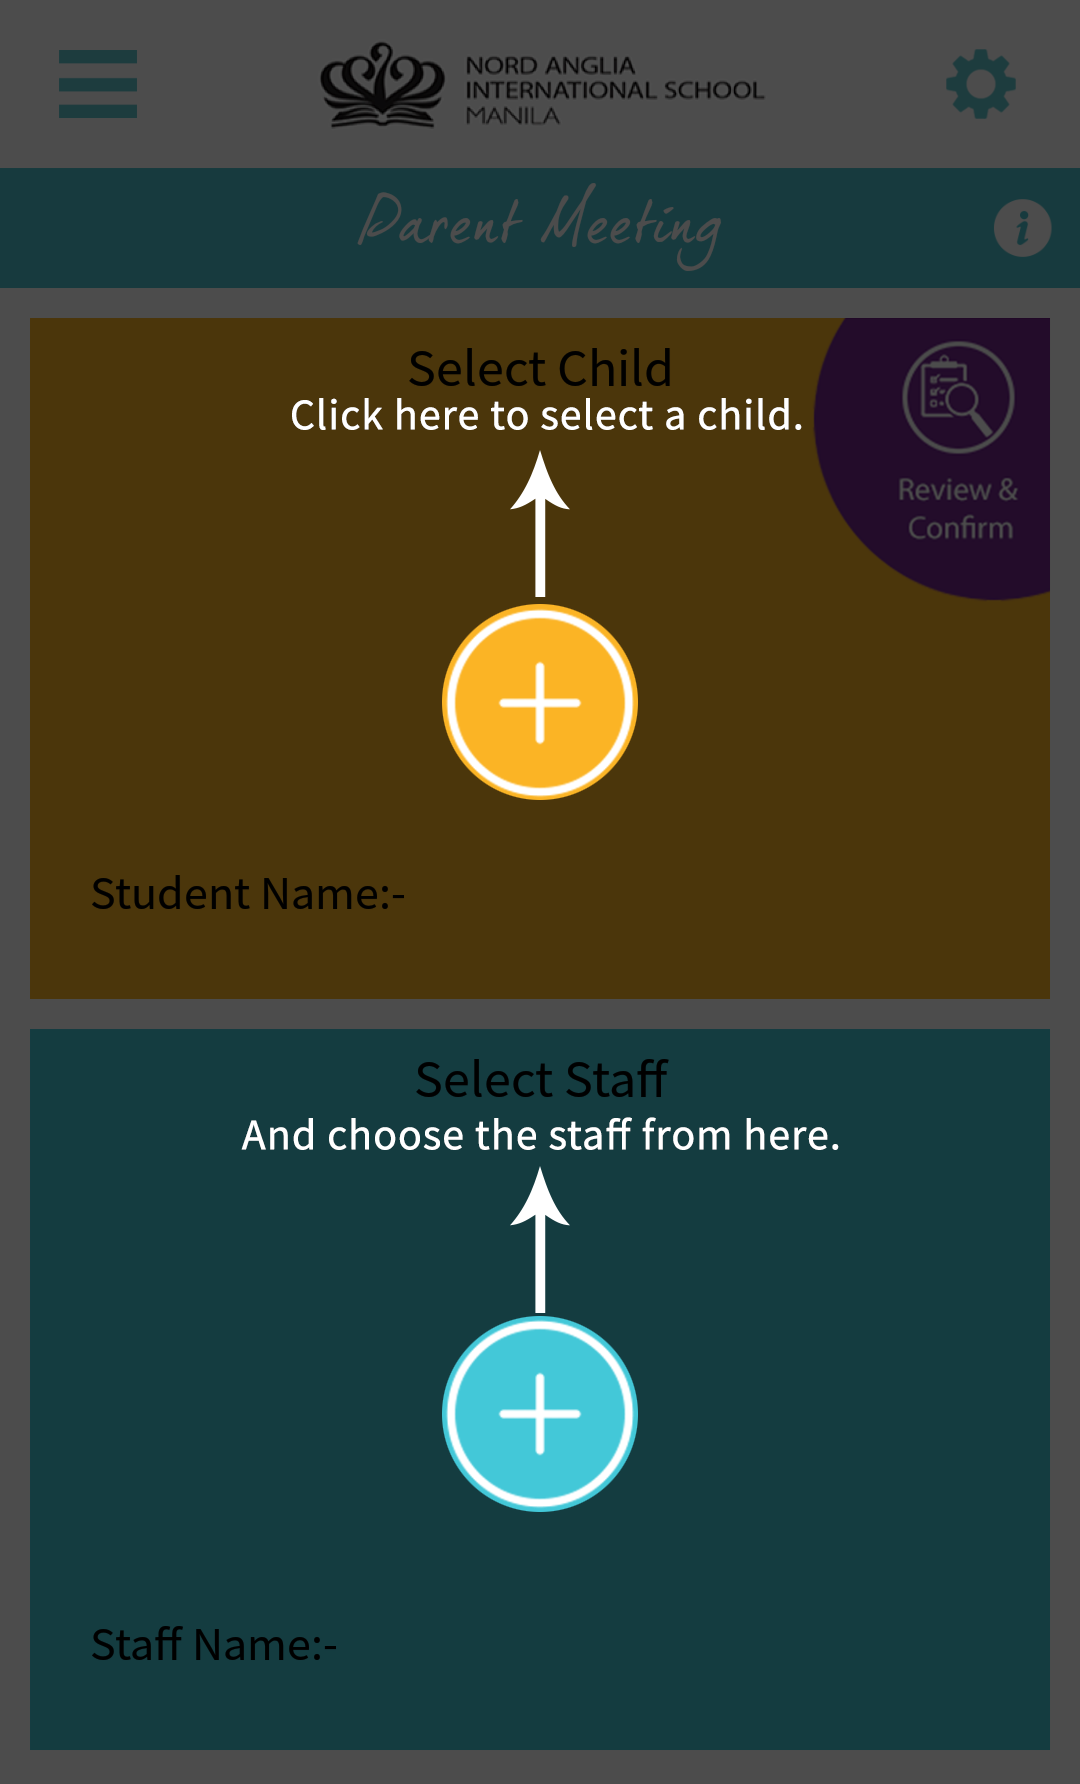 NORD ANGLIA
INTERNATIONAL SCHOOL
MANILA
Parent Meeting
i
Select Child
Click here to select a child.
Review &
Confirm
Student Name:-
Select Staff
And choose the staff from here.
Staff Name:-